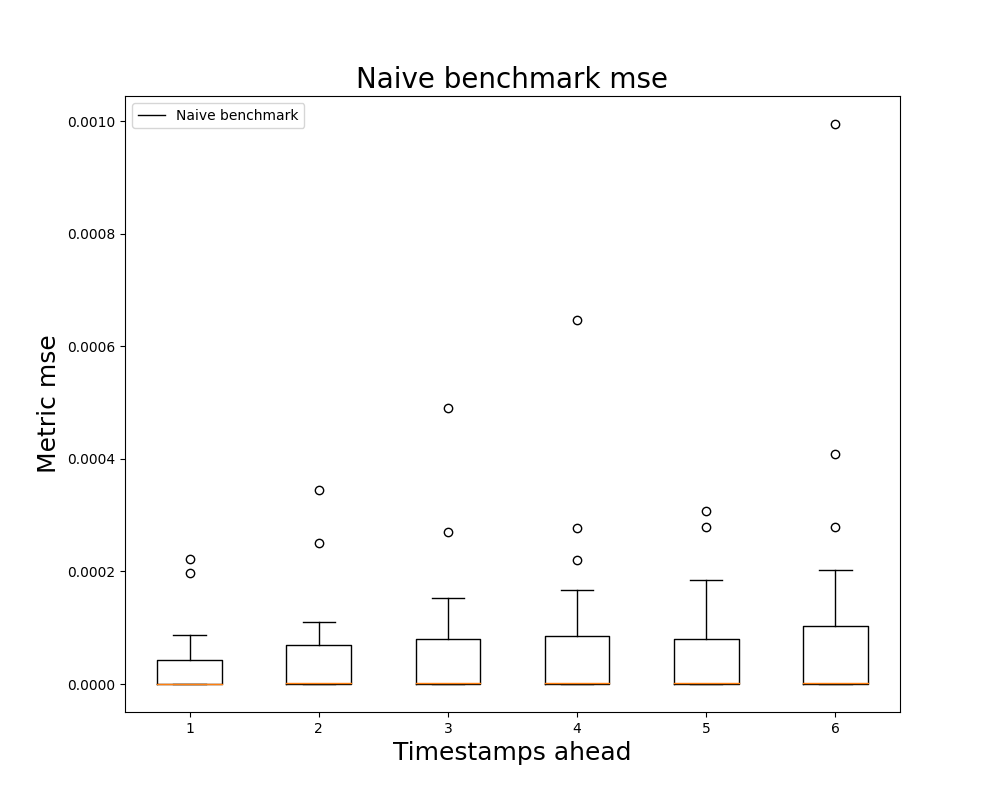 Naive benchmark mse
Naive benchmark
Metric mse
0.0010
0.0008
0.0006
0.0004
0.0002
0.0000
1 2 3 4 5 6
Timestamps ahead